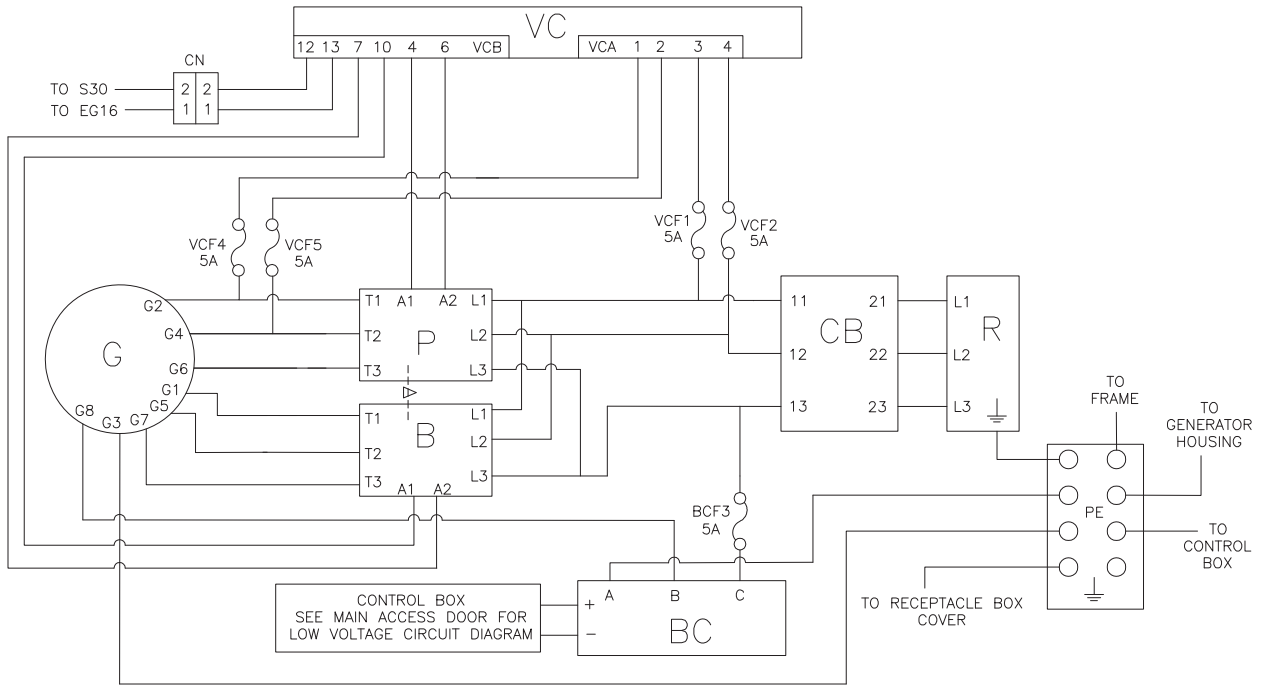 VC
12 13 7 10 4 6 VCB
VCA 1 2 3 4
CN
TO S30
2 2
TO EG16
1 1
VCF4
5A
VCF5
5A
VCF1
5A
VCF2
5A
G
G2
G4
G6
G1
G5
G7
G3
G8
T1 A1 A2 L1
T2 L2
T3 L3
P
T1 L1
T2 L2
T3 L3
A1 A2
B
11 21
12 22
13 23
CB
L1
L2
L3
R
TO
FRAME
TO
GENERATOR
HOUSING
PE
TO
CONTROL
BOX
TO RECEPTACLE BOX
COVER
BCF3
5A
A B C
+
−
BC
CONTROL BOX
SEE MAIN ACCESS DOOR FOR
LOW VOLTAGE CIRCUIT DIAGRAM